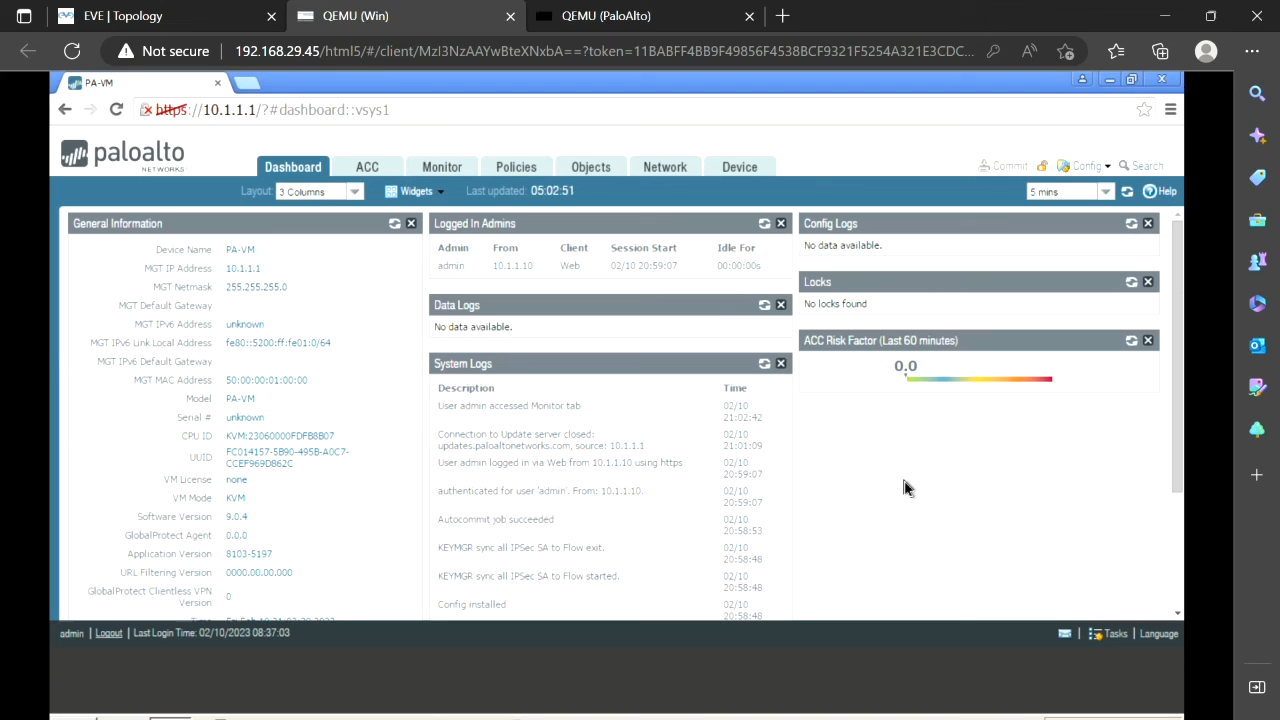 EVE | Topology
QEMU (Win)
QEMU (PaloAlto)
Not secure
192.168.29.45/html5/#/client/MzI3NzAAYwBteXNxbA==?token=11BABFF4BB9F49856F4538BCF9321F5254A321E3CDC...
PA-VM
https://10.1.1.1/?#dashboard::vsys1
paloalto
NETWORKS
Dashboard
ACC
Monitor
Policies
Objects
Network
Device
Commit
Config
Search
Layout: 3 Columns
Widgets
Last updated: 05:02:51
5 mins
Help
General Information
Device Name PA-VM
MGT IP Address 10.1.1.1
MGT Netmask 255.255.255.0
MGT Default Gateway
MGT IPv6 Address unknown
MGT IPv6 Link Local Address fe80::5200:ff:fe01:0/64
MGT IPv6 Default Gateway
MGT MAC Address 50:00:00:01:00:00
Model PA-VM
Serial # unknown
CPU ID KVM:23060000FDFB8B07
UUID FC014157-5B90-495B-A0C7-
CCEF969D862C
VM License none
VM Mode KVM
Software Version 9.0.4
GlobalProtect Agent 0.0.0
Application Version 8103-5197
URL Filtering Version 0000.00.00.000
GlobalProtect Clientless VPN
Version 0
Logged In Admins
Admin From Client Session Start Idle For
admin 10.1.1.10 Web 02/10 20:59:07 00:00:00s
Data Logs
No data available.
System Logs
Description Time
User admin accessed Monitor tab 02/10
21:02:42
Connection to Update server closed: 02/10
updates.paloaltonetworks.com, source: 10.1.1.1 21:01:09
User admin logged in via Web from 10.1.1.10 using https 02/10
20:59:07
authenticated for user 'admin'. From: 10.1.1.10. 02/10
20:59:07
Autocommit job succeeded 02/10
20:58:53
KEYMGR sync all IPSec SA to Flow exit. 02/10
20:58:48
KEYMGR sync all IPSec SA to Flow started. 02/10
20:58:48
Config installed 02/10
20:58:48
Config Logs
No data available.
Locks
No locks found
ACC Risk Factor (Last 60 minutes)
0.0
admin | Logout | Last Login Time: 02/10/2023 08:37:03
Tasks | Language